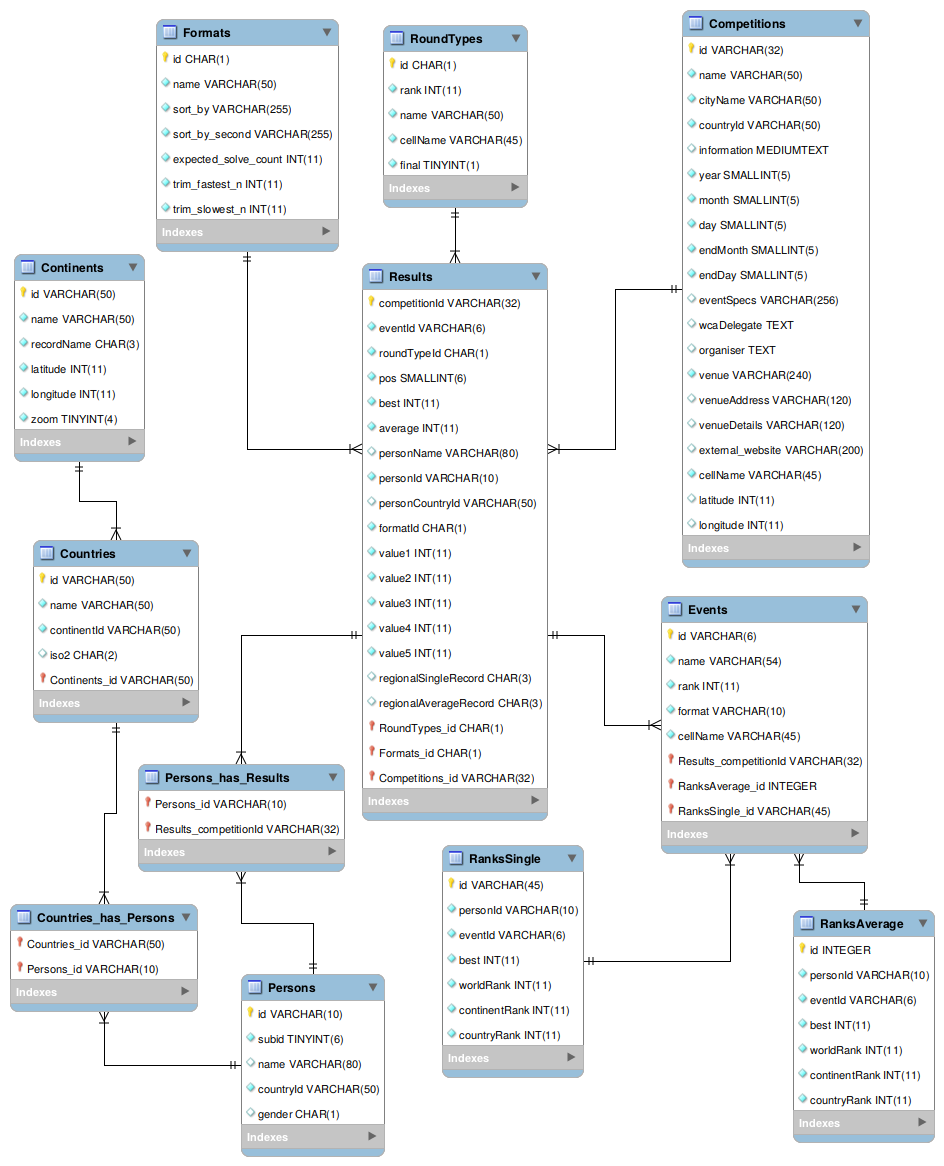 Formats
id CHAR(1)
name VARCHAR(50)
sort_by VARCHAR(255)
sort_by_second VARCHAR(255)
expected_solve_count INT(11)
trim_fastest_n INT(11)
trim_slowest_n INT(11)
Indexes
RoundTypes
id CHAR(1)
rank INT(11)
name VARCHAR(50)
cellName VARCHAR(45)
final TINYINT(1)
Indexes
Competitions
id VARCHAR(32)
name VARCHAR(50)
cityName VARCHAR(50)
countryId VARCHAR(50)
information MEDIUMTEXT
year SMALLINT(5)
month SMALLINT(5)
day SMALLINT(5)
endMonth SMALLINT(5)
endDay SMALLINT(5)
eventSpecs VARCHAR(256)
wcaDelegate TEXT
organiser TEXT
venue VARCHAR(240)
venueAddress VARCHAR(120)
venueDetails VARCHAR(120)
external_website VARCHAR(200)
cellName VARCHAR(45)
latitude INT(11)
longitude INT(11)
Indexes
Continents
id VARCHAR(50)
name VARCHAR(50)
recordName CHAR(3)
latitude INT(11)
longitude INT(11)
zoom TINYINT(4)
Indexes
Results
competitionId VARCHAR(32)
eventId VARCHAR(6)
roundTypeId CHAR(1)
pos SMALLINT(6)
best INT(11)
average INT(11)
personName VARCHAR(80)
personId VARCHAR(10)
personCountryId VARCHAR(50)
formatId CHAR(1)
value1 INT(11)
value2 INT(11)
value3 INT(11)
value4 INT(11)
value5 INT(11)
regionalSingleRecord CHAR(3)
regionalAverageRecord CHAR(3)
RoundTypes_id CHAR(1)
Formats_id CHAR(1)
Competitions_id VARCHAR(32)
Indexes
Countries
id VARCHAR(50)
name VARCHAR(50)
continentId VARCHAR(50)
iso2 CHAR(2)
Continents_id VARCHAR(50)
Indexes
Events
id VARCHAR(6)
name VARCHAR(54)
rank INT(11)
format VARCHAR(10)
cellName VARCHAR(45)
Results_competitionId VARCHAR(32)
RanksAverage_id INTEGER
RanksSingle_id VARCHAR(45)
Indexes
Persons_has_Results
Persons_id VARCHAR(10)
Results_competitionId VARCHAR(32)
Indexes
RanksSingle
id VARCHAR(45)
personId VARCHAR(10)
eventId VARCHAR(6)
best INT(11)
worldRank INT(11)
continentRank INT(11)
countryRank INT(11)
Indexes
Countries_has_Persons
Countries_id VARCHAR(50)
Persons_id VARCHAR(10)
Indexes
RanksAverage
id INTEGER
personId VARCHAR(10)
eventId VARCHAR(6)
best INT(11)
worldRank INT(11)
continentRank INT(11)
countryRank INT(11)
Indexes
Persons
id VARCHAR(10)
subid TINYINT(6)
name VARCHAR(80)
countryId VARCHAR(50)
gender CHAR(1)
Indexes